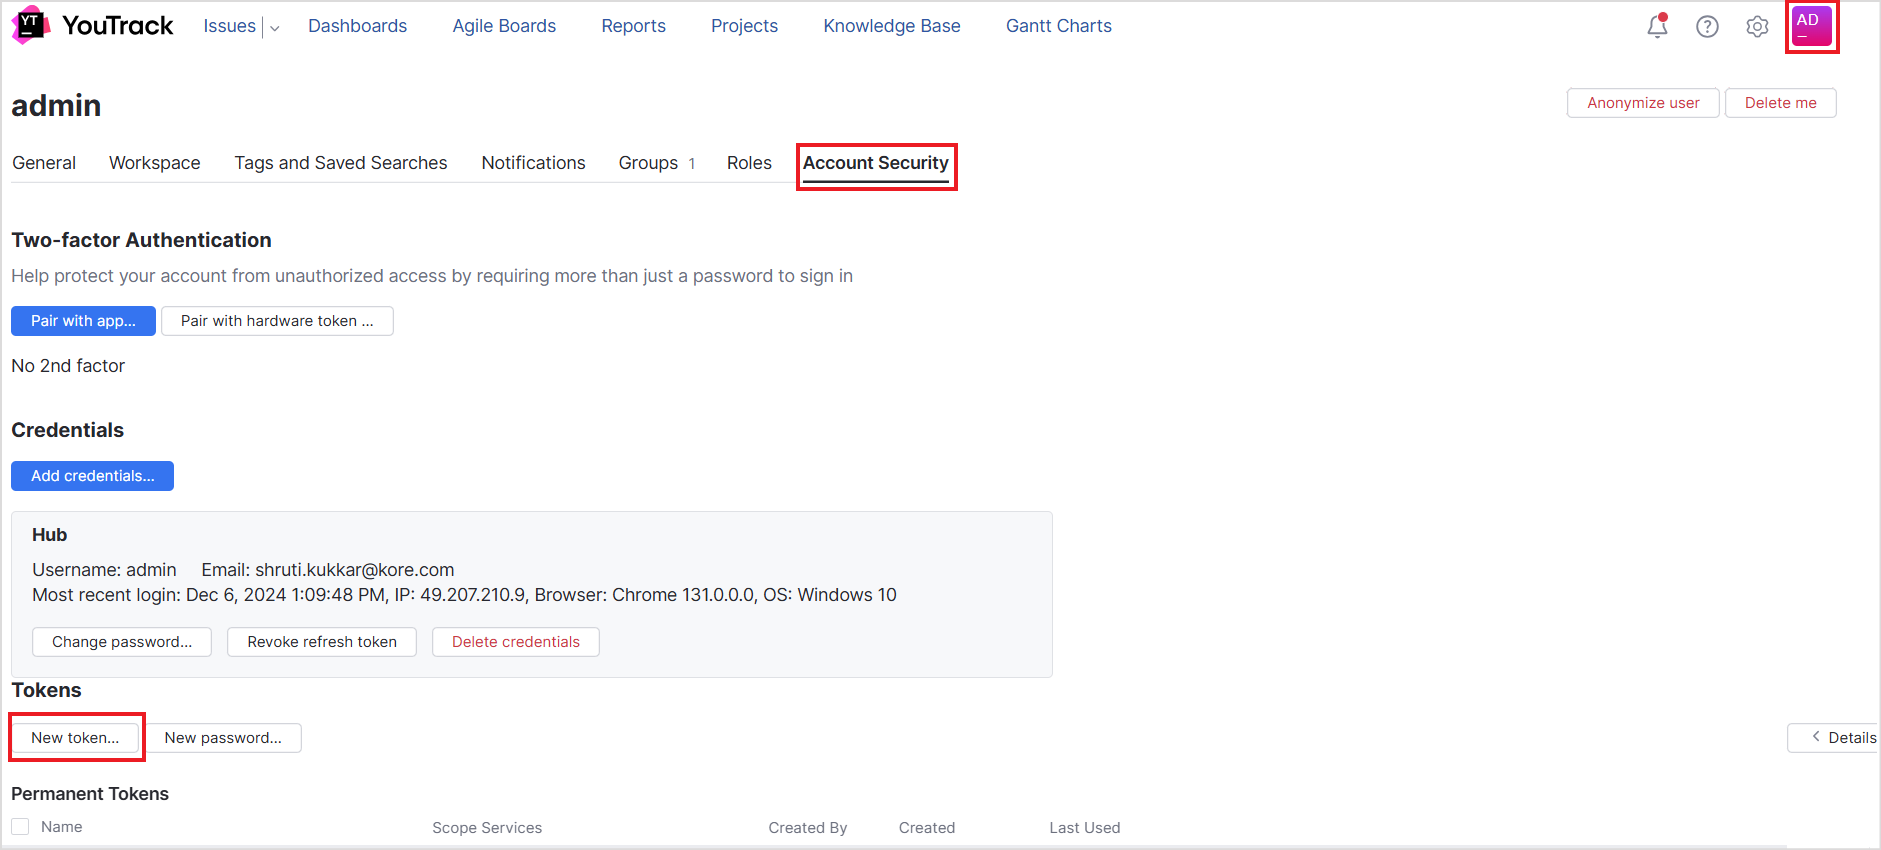 YT YouTrack Issues Dashboards Agile Boards Reports Projects Knowledge Base Gantt Charts AD
admin Anonymize user Delete me
General Workspace Tags and Saved Searches Notifications Groups 1 Roles Account Security
Two-factor Authentication
Help protect your account from unauthorized access by requiring more than just a password to sign in
Pair with app... Pair with hardware token ...
No 2nd factor
Credentials
Add credentials...
Hub
Username: admin Email: shruti.kukkar@kore.com
Most recent login: Dec 6, 2024 1:09:48 PM, IP: 49.207.210.9, Browser: Chrome 131.0.0.0, OS: Windows 10
Change password... Revoke refresh token Delete credentials
Tokens
New token... New password... Details
Permanent Tokens
Name Scope Services Created By Created Last Used